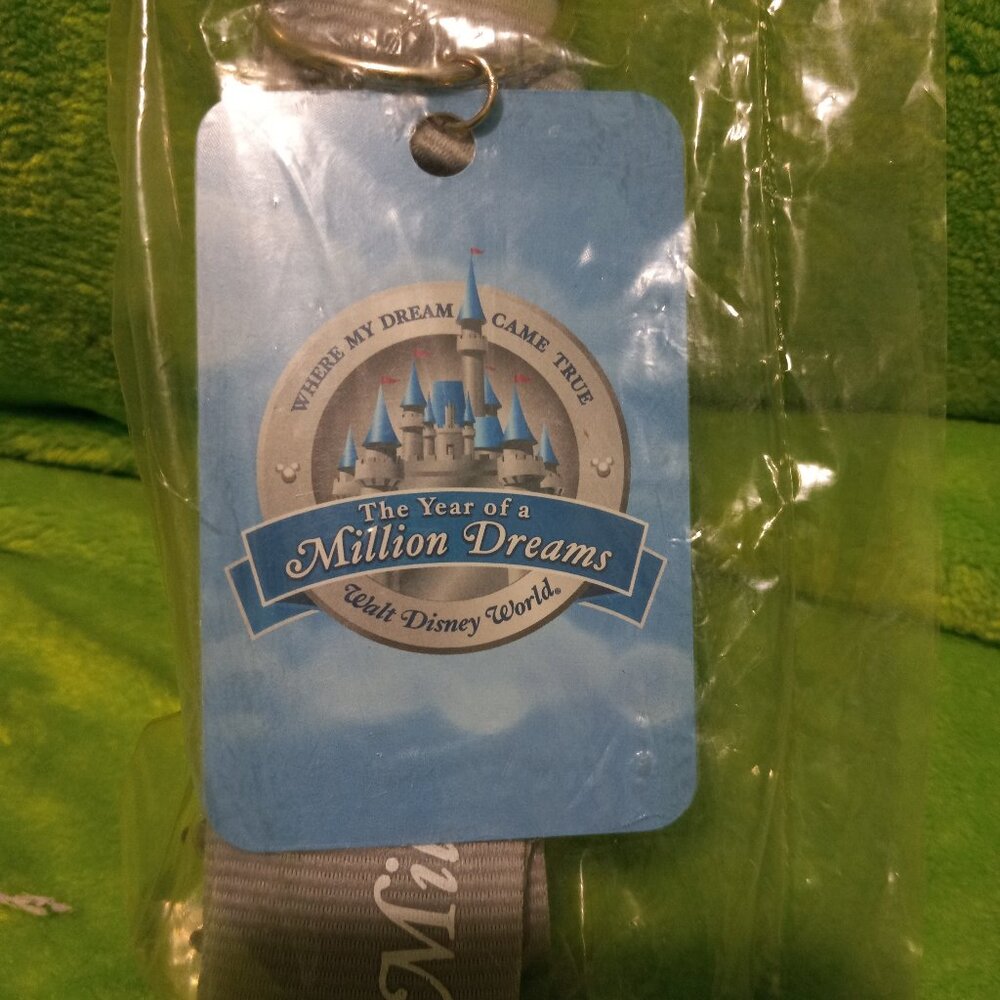 WHERE MY DREAM CAME TRUE
The Year of a
Million Dreams
Walt Disney World®